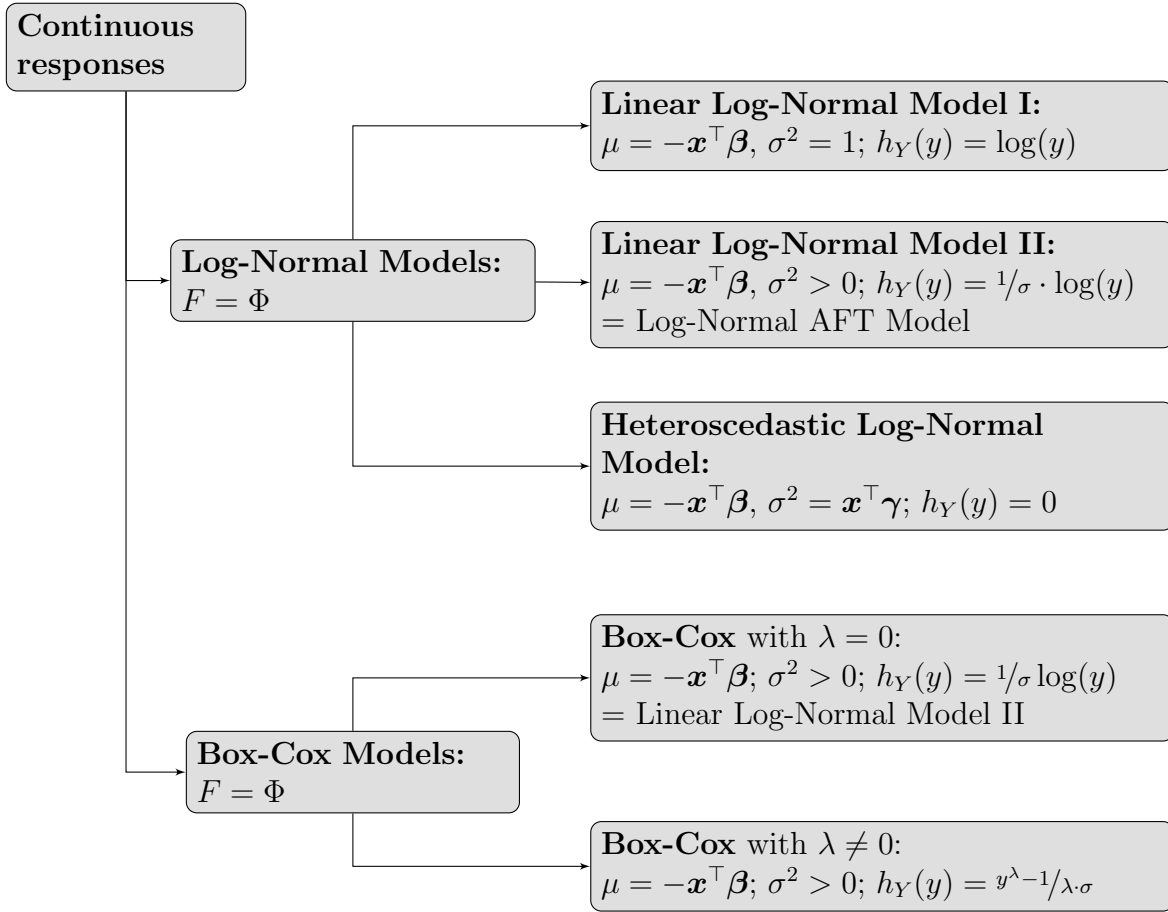 Continuous
responses
Linear Log-Normal Model I:
μ = −x⊤β, σ² = 1; h_Y(y) = log(y)
Log-Normal Models:
F = Φ
Linear Log-Normal Model II:
μ = −x⊤β, σ² > 0; h_Y(y) = 1/σ · log(y)
= Log-Normal AFT Model
Heteroscedastic Log-Normal
Model:
μ = −x⊤β, σ² = x⊤γ; h_Y(y) = 0
Box-Cox Models:
F = Φ
Box-Cox with λ = 0:
μ = −x⊤β; σ² > 0; h_Y(y) = 1/σ log(y)
= Linear Log-Normal Model II
Box-Cox with λ ≠ 0:
μ = −x⊤β; σ² > 0; h_Y(y) = y^λ−1/λ·σ